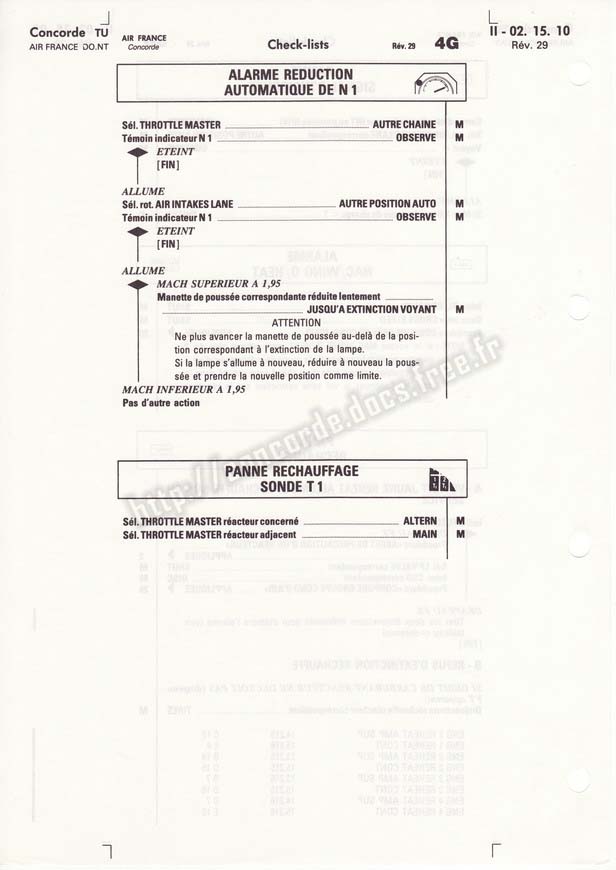 Concorde TU
AIR FRANCE DO.NT
AIR FRANCE
Concorde
Check-lists
Rév. 29
4G
II - 02. 15. 10
Rév. 29
ALARME REDUCTION
AUTOMATIQUE DE N 1
Sél. THROTTLE MASTER AUTRE CHAINE M
Témoin indicateur N 1 OBSERVE M
ETEINT
[FIN]
ALLUME
Sél. rot. AIR INTAKES LANE AUTRE POSITION AUTO M
Témoin indicateur N 1 OBSERVE M
ETEINT
[FIN]
ALLUME
MACH SUPERIEUR A 1,95
Manette de poussée correspondante réduite lentement
JUSQU'A EXTINCTION VOYANT M
ATTENTION
Ne plus avancer la manette de poussée au-delà de la posi-
tion correspondant à l'extinction de la lampe.
Si la lampe s'allume à nouveau, réduire à nouveau la pous-
sée et prendre la nouvelle position comme limite.
MACH INFERIEUR A 1,95
Pas d'autre action
http://concorde.docs.free.fr
PANNE RECHAUFFAGE
SONDE T 1
Sél. THROTTLE MASTER réacteur concerné ALTERN M
Sél. THROTTLE MASTER réacteur adjacent MAIN M